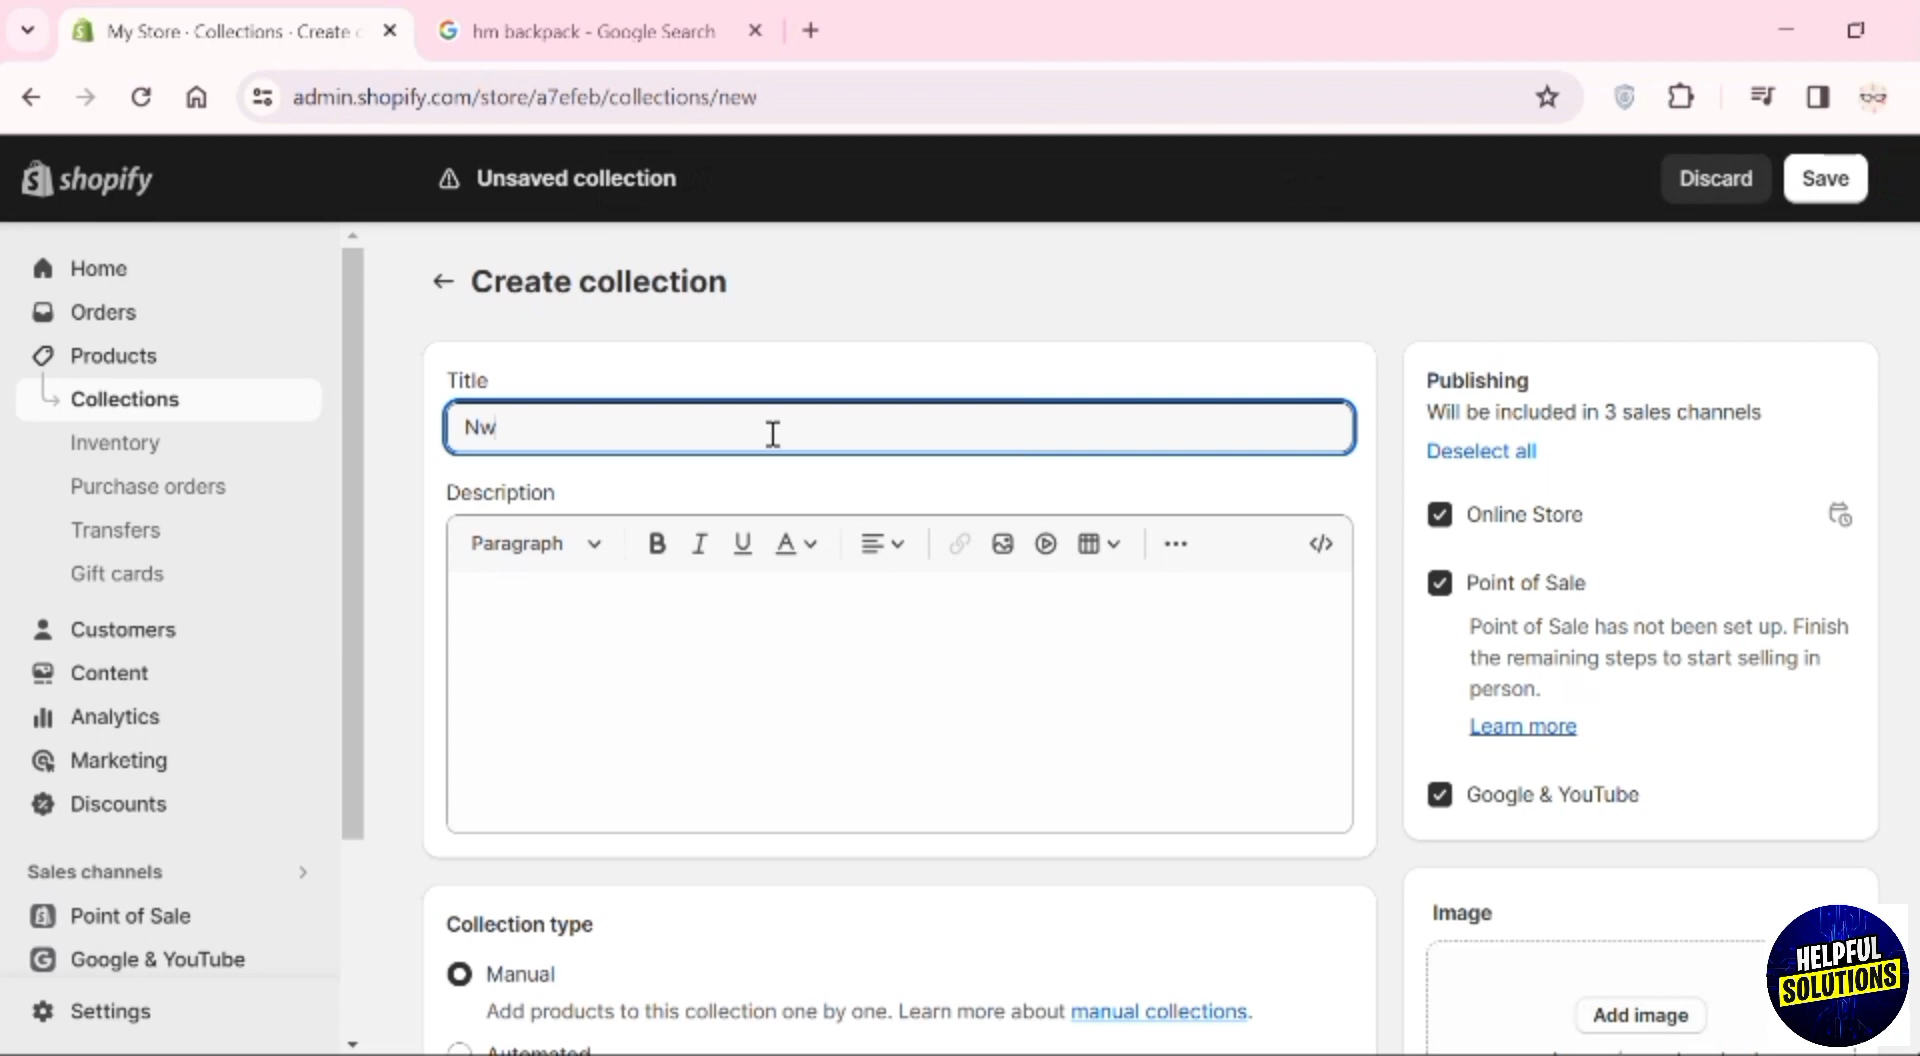 My Store · Collections · Create c
hm backpack - Google Search
admin.shopify.com/store/a7efeb/collections/new
shopify
Unsaved collection
Discard
Save
Home
Orders
Products
Collections
Inventory
Purchase orders
Transfers
Gift cards
Customers
Content
Analytics
Marketing
Discounts
Sales channels
Point of Sale
Google & YouTube
Settings
Create collection
Title
Nw
Description
Paragraph
B I U A
Collection type
Manual
Add products to this collection one by one. Learn more about manual collections.
Automated
Publishing
Will be included in 3 sales channels
Deselect all
Online Store
Point of Sale
Point of Sale has not been set up. Finish
the remaining steps to start selling in
person.
Learn more
Google & YouTube
Image
Add image
HELPFUL
SOLUTIONS